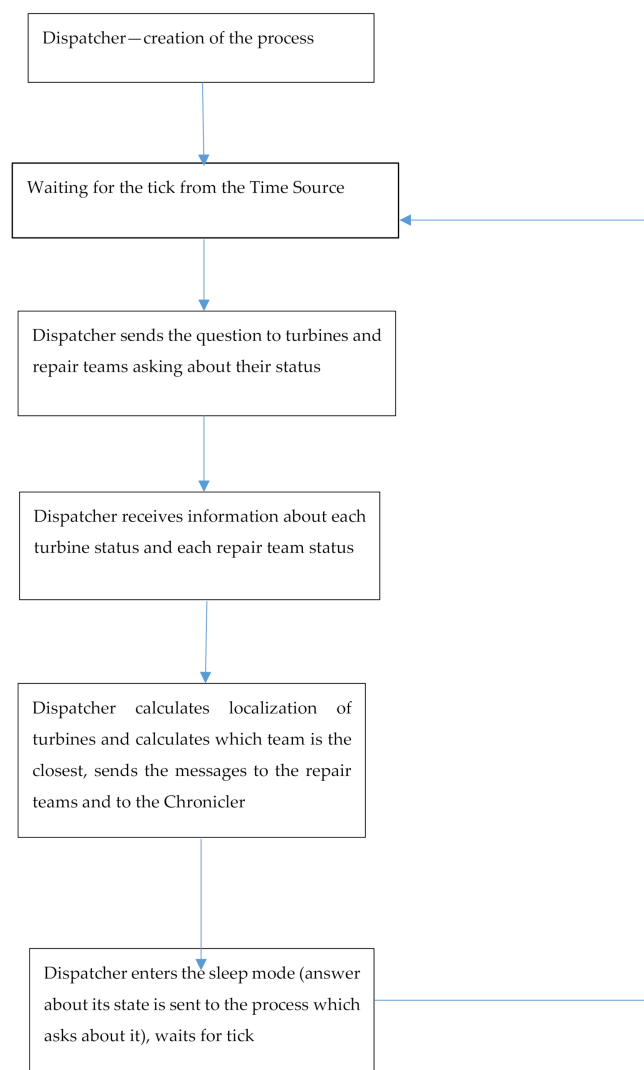 Dispatcher—creation of the process
Waiting for the tick from the Time Source
Dispatcher sends the question to turbines and
repair teams asking about their status
Dispatcher receives information about each
turbine status and each repair team status
Dispatcher calculates localization of
turbines and calculates which team is the
closest, sends the messages to the repair
teams and to the Chronicler
Dispatcher enters the sleep mode (answer
about its state is sent to the process which
asks about it), waits for tick